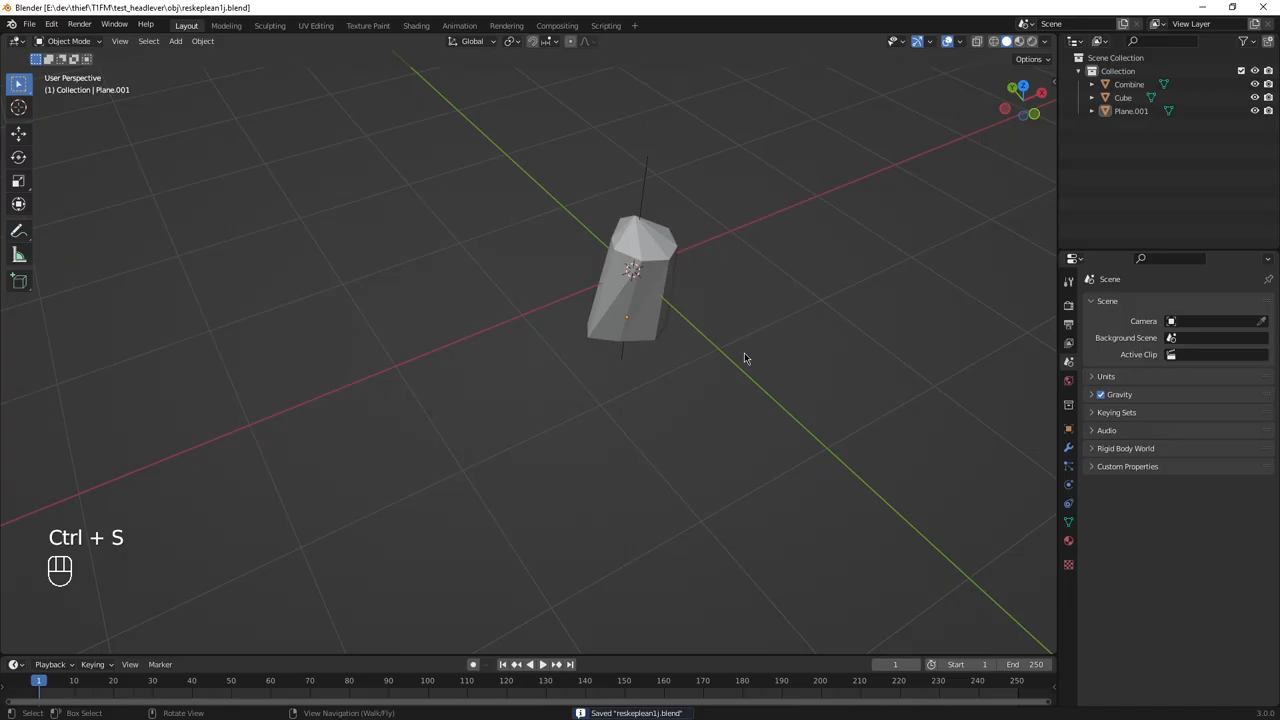 Blender [E:\dev\thief\T1FM\test_headlever\obj\reskeplean1j.blend]
File Edit Render Window Help Layout Modeling Sculpting UV Editing Texture Paint Shading Animation Rendering Compositing Scripting + Scene View Layer
Object Mode View Select Add Object Global
Options
User Perspective
(1) Collection | Plane.001
Scene Collection
Collection
Combine
Cube
Plane.001
Z
Y
X
Scene
Scene
Camera
Background Scene
Active Clip
Units
Gravity
Keying Sets
Audio
Rigid Body World
Custom Properties
Ctrl + S
Playback Keying View Marker 1 Start 1 End 250
1 10 20 30 40 50 60 70 80 90 100 110 120 130 140 150 160 170 180 190 200 210 220 230 240 250
Select Box Select Rotate View View Navigation (Walk/Fly) Saved "reskeplean1j.blend" 3.0.0